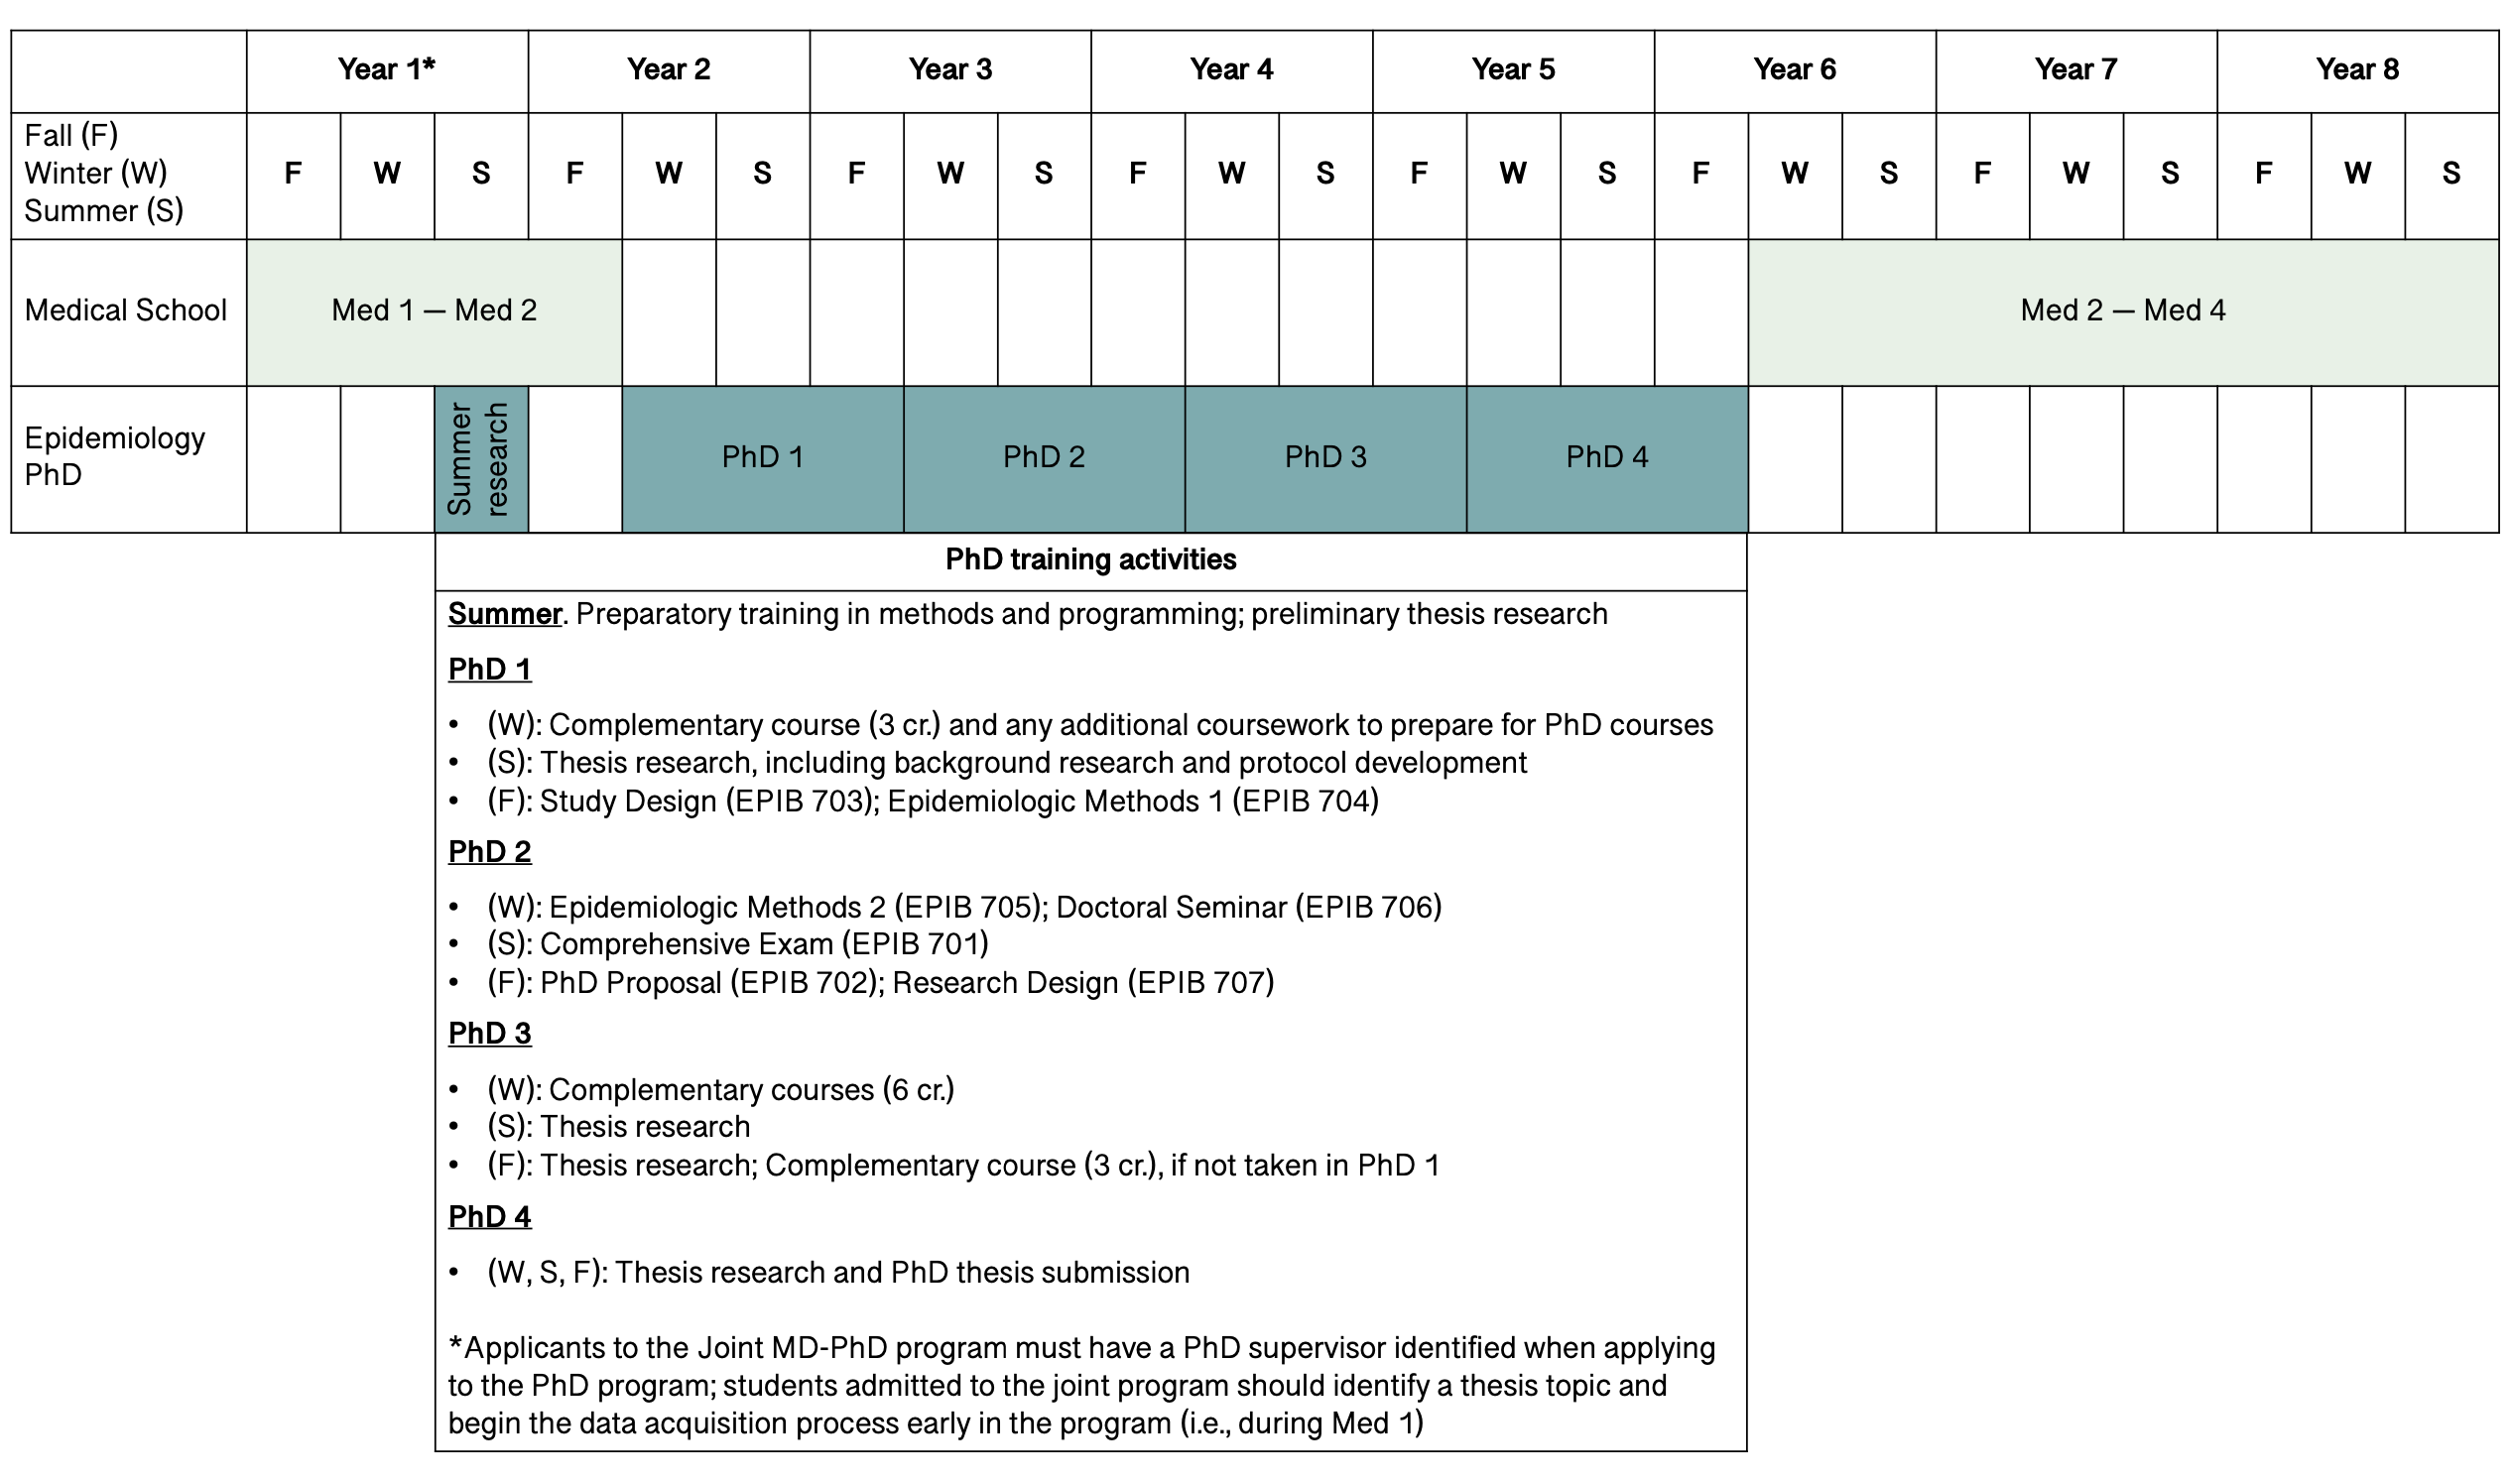 Year 1* Year 2 Year 3 Year 4 Year 5 Year 6 Year 7 Year 8
Fall (F)
Winter (W)
Summer (S)
F W S F W S F W S F W S F W S F W S F W S F W S
Medical School Med 1 — Med 2 Med 2 — Med 4
Epidemiology
PhD
Summer
research
PhD 1 PhD 2 PhD 3 PhD 4
PhD training activities
Summer. Preparatory training in methods and programming; preliminary thesis research
PhD 1
• (W): Complementary course (3 cr.) and any additional coursework to prepare for PhD courses
• (S): Thesis research, including background research and protocol development
• (F): Study Design (EPIB 703); Epidemiologic Methods 1 (EPIB 704)
PhD 2
• (W): Epidemiologic Methods 2 (EPIB 705); Doctoral Seminar (EPIB 706)
• (S): Comprehensive Exam (EPIB 701)
• (F): PhD Proposal (EPIB 702); Research Design (EPIB 707)
PhD 3
• (W): Complementary courses (6 cr.)
• (S): Thesis research
• (F): Thesis research; Complementary course (3 cr.), if not taken in PhD 1
PhD 4
• (W, S, F): Thesis research and PhD thesis submission
*Applicants to the Joint MD-PhD program must have a PhD supervisor identified when applying
to the PhD program; students admitted to the joint program should identify a thesis topic and
begin the data acquisition process early in the program (i.e., during Med 1)